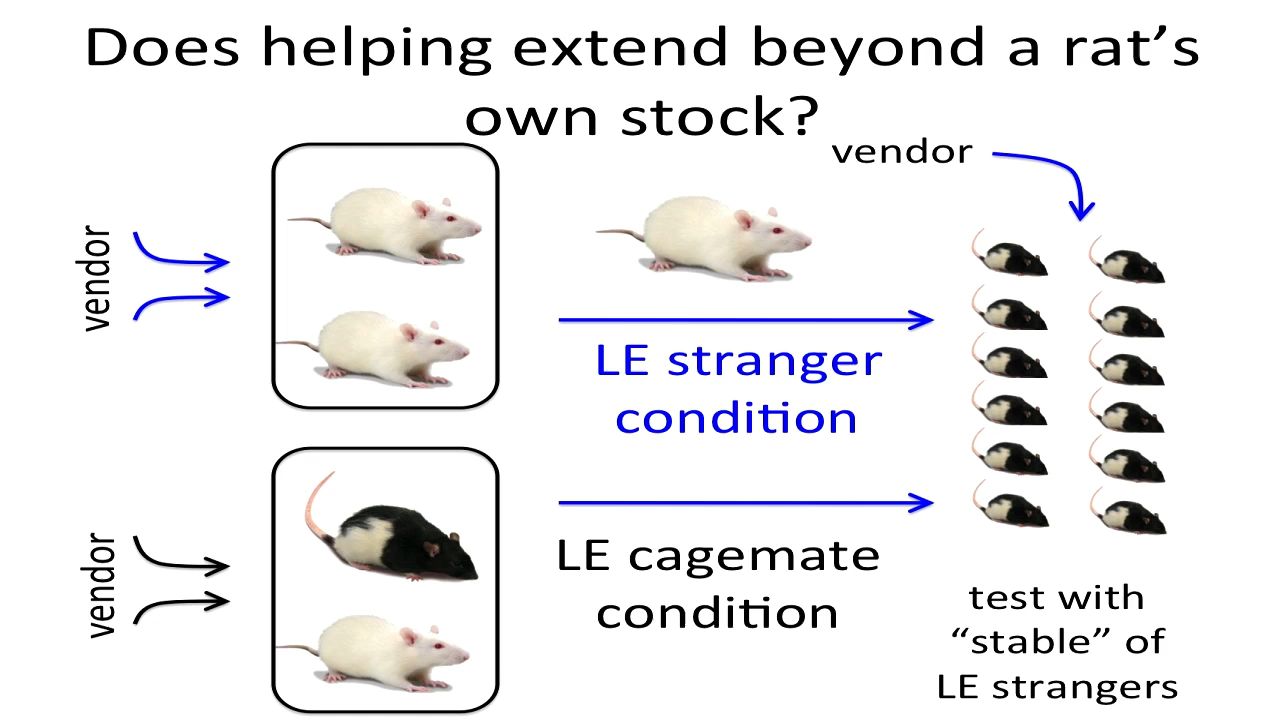 Does helping extend beyond a rat’s
own stock?
vendor
vendor
LE stranger
condition
vendor
LE cagemate
condition
test with
“stable” of
LE strangers